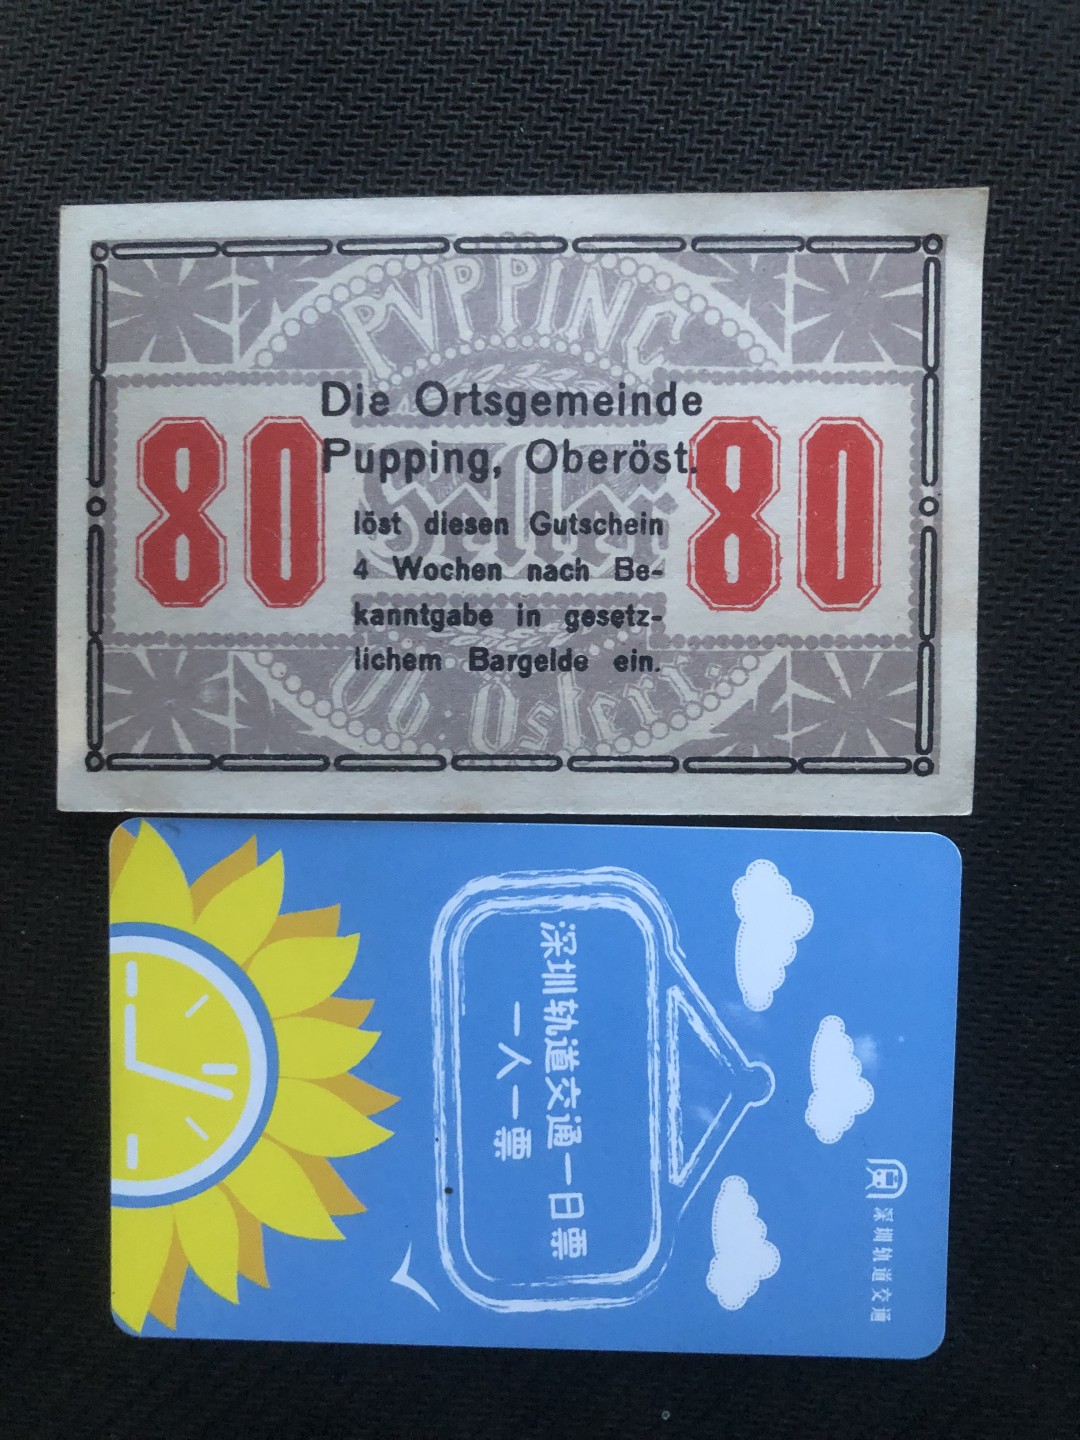 PVPPING
80
80
Die Ortsgemeinde
Pupping, Oberöst.
Heller
löst diesen Gutschein
4 Wochen nach Be-
kanntgabe in gesetz-
lichem Bargelde ein.
Ob: Österr.
深圳轨道交通
深圳轨道交通一日票
一人一票